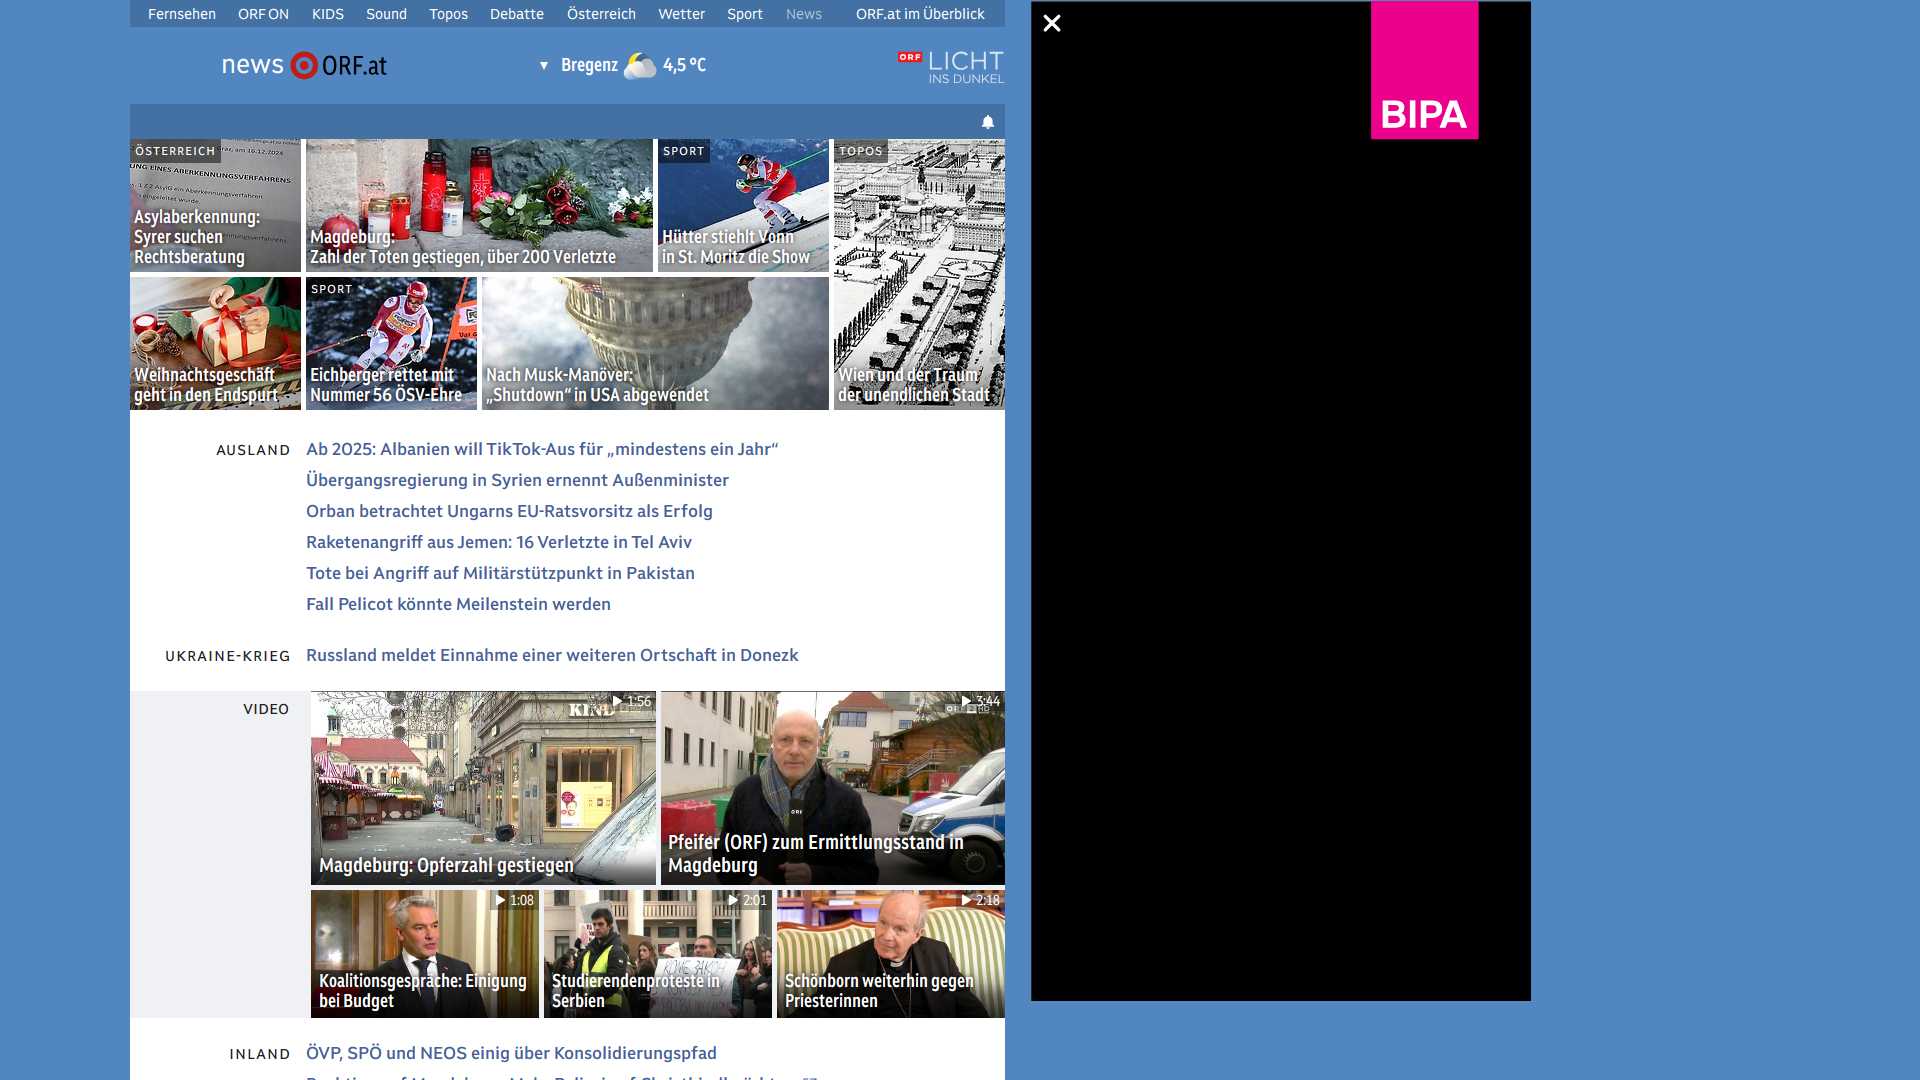 Fernsehen ORF ON KIDS Sound Topos Debatte Österreich Wetter Sport News ORF.at im Überblick
news ORF.at
Bregenz 4,5 °C
ORF LICHT
INS DUNKEL
BIPA
ÖSTERREICH
Graz, am 16.12.2024
Asylaberkennung:
Syrer suchen
Rechtsberatung
Magdeburg:
Zahl der Toten gestiegen, über 200 Verletzte
SPORT
Hütter stiehlt Vonn
in St. Moritz die Show
TOPOS
Wien und der Traum
der unendlichen Stadt
Weihnachtsgeschäft
geht in den Endspurt
SPORT
Eichberger rettet mit
Nummer 56 ÖSV-Ehre
Nach Musk-Manöver:
„Shutdown“ in USA abgewendet
AUSLAND
Ab 2025: Albanien will TikTok-Aus für „mindestens ein Jahr“
Übergangsregierung in Syrien ernennt Außenminister
Orban betrachtet Ungarns EU-Ratsvorsitz als Erfolg
Raketenangriff aus Jemen: 16 Verletzte in Tel Aviv
Tote bei Angriff auf Militärstützpunkt in Pakistan
Fall Pelicot könnte Meilenstein werden
UKRAINE-KRIEG
Russland meldet Einnahme einer weiteren Ortschaft in Donezk
VIDEO
1:56
KIND
Magdeburg: Opferzahl gestiegen
3:44
ORF
Pfeifer (ORF) zum Ermittlungsstand in
Magdeburg
1:08
Koalitionsgespräche: Einigung
bei Budget
2:01
Studierendenproteste in
Serbien
2:18
Schönborn weiterhin gegen
Priesterinnen
INLAND
ÖVP, SPÖ und NEOS einig über Konsolidierungspfad